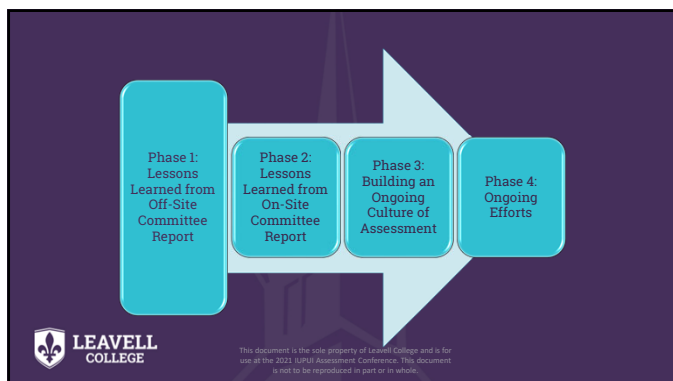 Phase 1:
Lessons
Learned from
Off-Site
Committee
Report
Phase 2:
Lessons
Learned from
On-Site
Committee
Report
Phase 3:
Building an
Ongoing
Culture of
Assessment
Phase 4:
Ongoing
Efforts
LEAVELL
COLLEGE
This document is the sole property of Leavell College and is for
use at the 2021 IUPUI Assessment Conference. This document
is not to be reproduced in part or in whole.